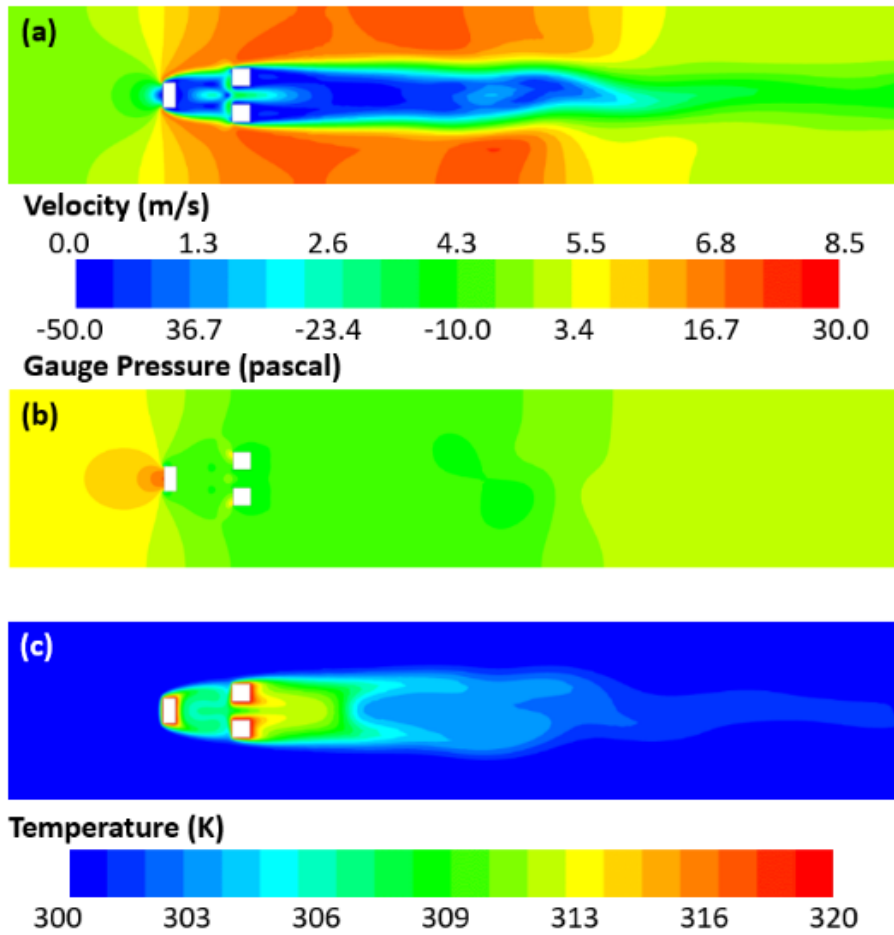 (a)
Velocity (m/s)
0.0 1.3 2.6 4.3 5.5 6.8 8.5
-50.0 36.7 -23.4 -10.0 3.4 16.7 30.0
Gauge Pressure (pascal)
(b)
(c)
Temperature (K)
300 303 306 309 313 316 320